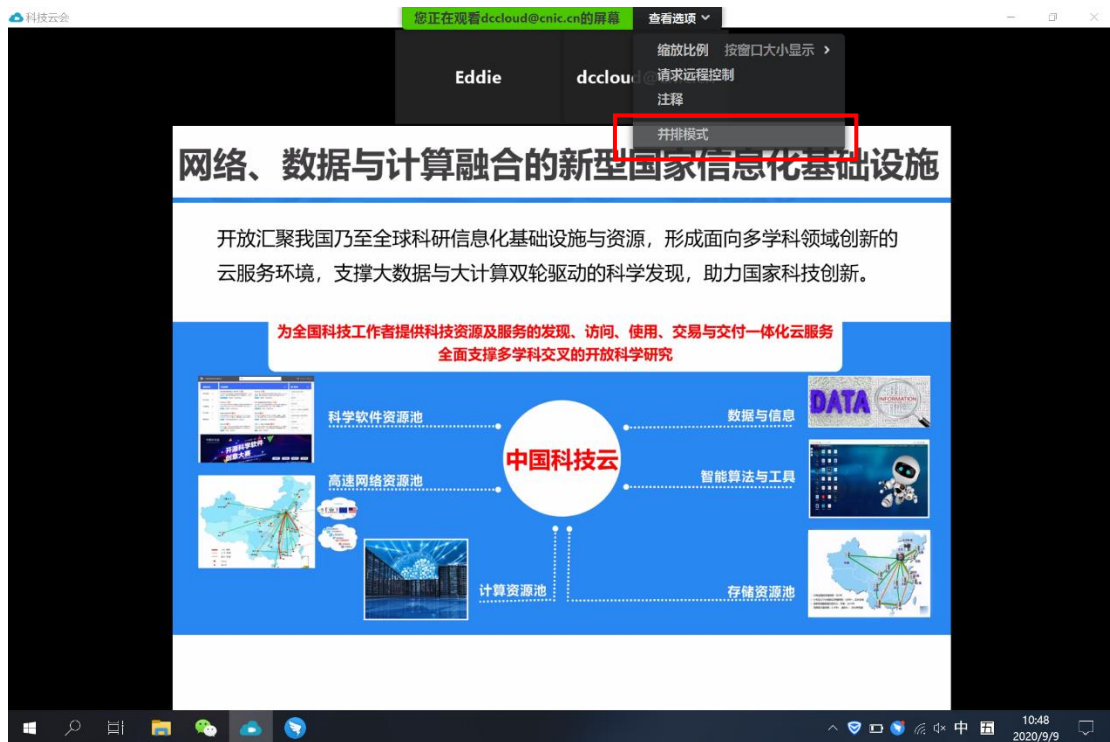 科技云会
您正在观看dccloud@cnic.cn的屏幕
查看选项
缩放比例 按窗口大小显示
请求远程控制
注释
并排模式
Eddie
dcclou
网络、数据与计算融合的新型国家信息化基础设施
开放汇聚我国乃至全球科研信息化基础设施与资源，形成面向多学科领域创新的
云服务环境，支撑大数据与大计算双轮驱动的科学发现，助力国家科技创新。
为全国科技工作者提供科技资源及服务的发现、访问、使用、交易与交付一体化云服务
全面支撑多学科交叉的开放科学研究
科学软件资源池
高速网络资源池
计算资源池
中国科技云
数据与信息
智能算法与工具
存储资源池
开源科学软件
创意大赛
DATA
INFORMATION
中
10:48
2020/9/9